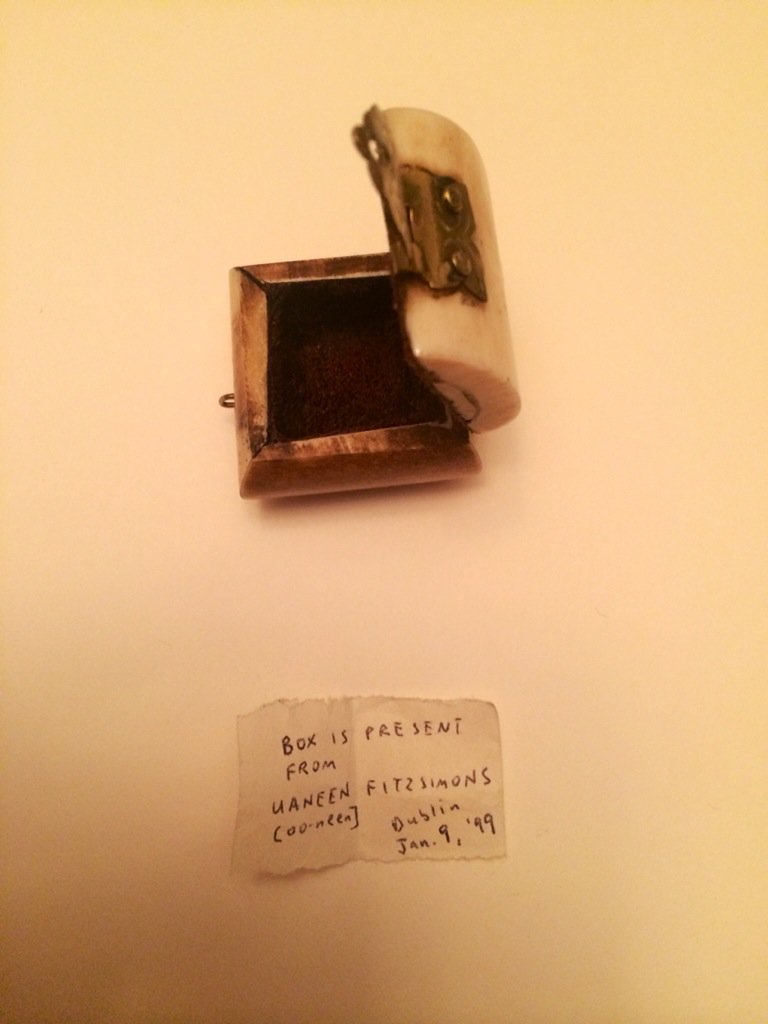 BOX IS PRESENT
FROM
UANEEN FITZSIMONS
[oo-neen] Dublin
Jan. 9, '99